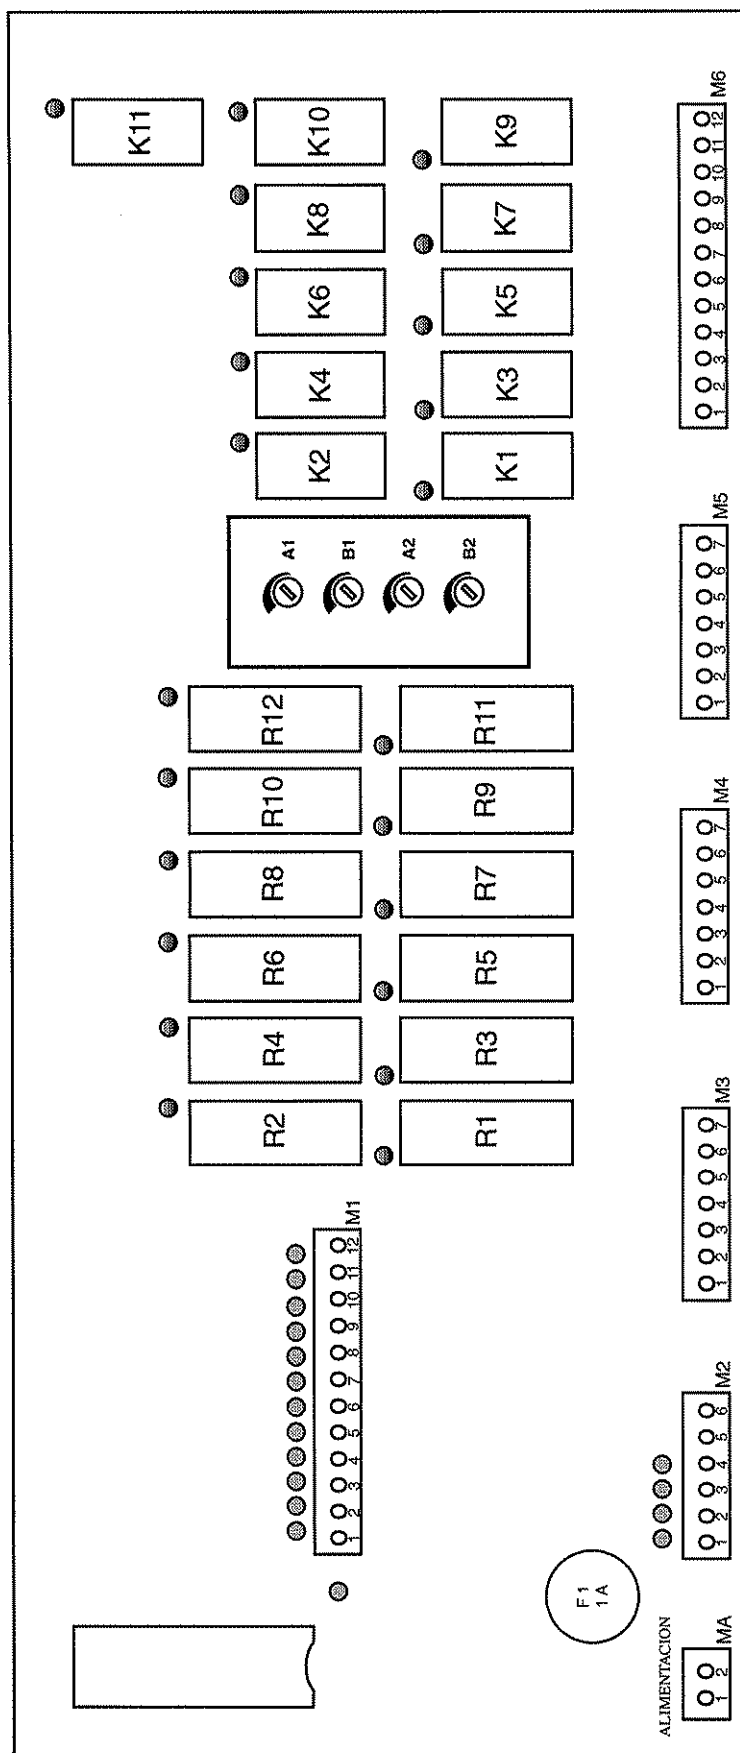 K11
R2 R4 R6 R8 R10 R12
A1
K2 K4 K6 K8 K10
B1
M1
1 2 3 4 5 6 7 8 9 10 11 12
A2
B2
R1 R3 R5 R7 R9 R11
K1 K3 K5 K7 K9
F1
1A
ALIMENTACION
1 2
MA
1 2 3 4 5 6
M2
1 2 3 4 5 6 7
M3
1 2 3 4 5 6 7
M4
1 2 3 4 5 6 7
M5
1 2 3 4 5 6 7 8 9 10 11 12
M6